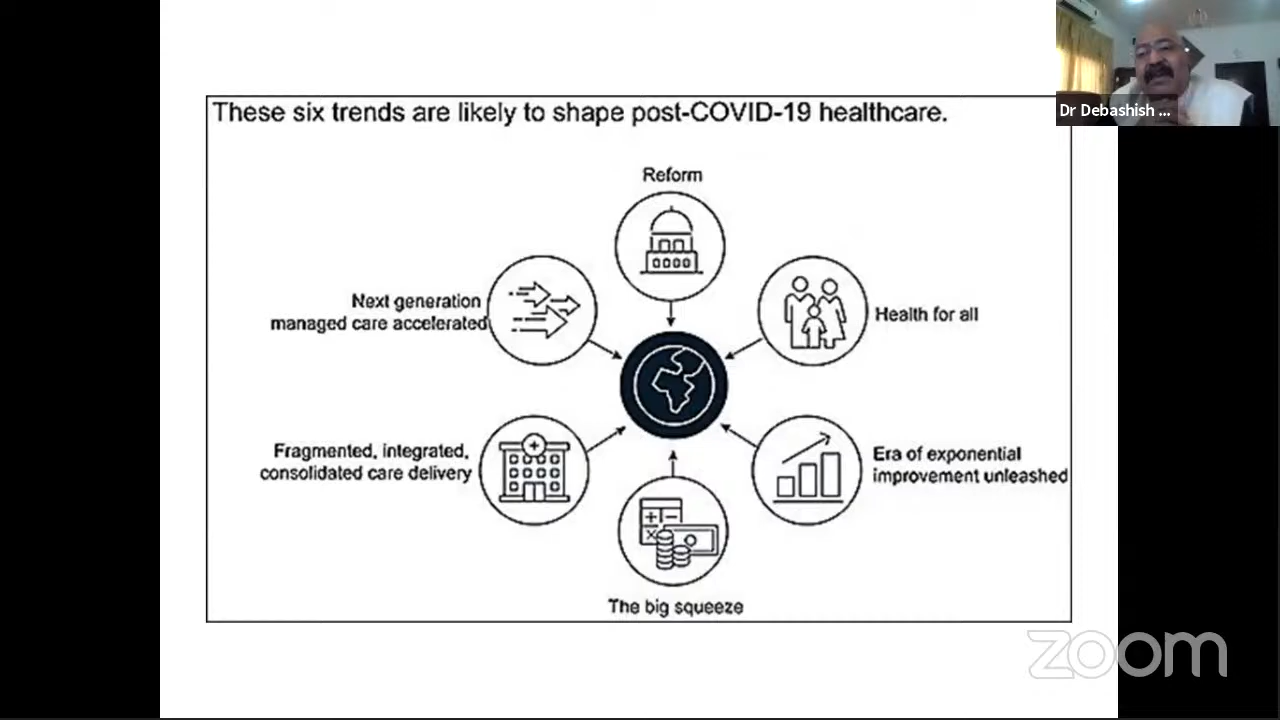 These six trends are likely to shape post-COVID-19 healthcare.
Dr Debashish ...
Reform
Next generation
managed care accelerated
Health for all
Fragmented, integrated,
consolidated care delivery
Era of exponential
improvement unleashed
The big squeeze
zoom